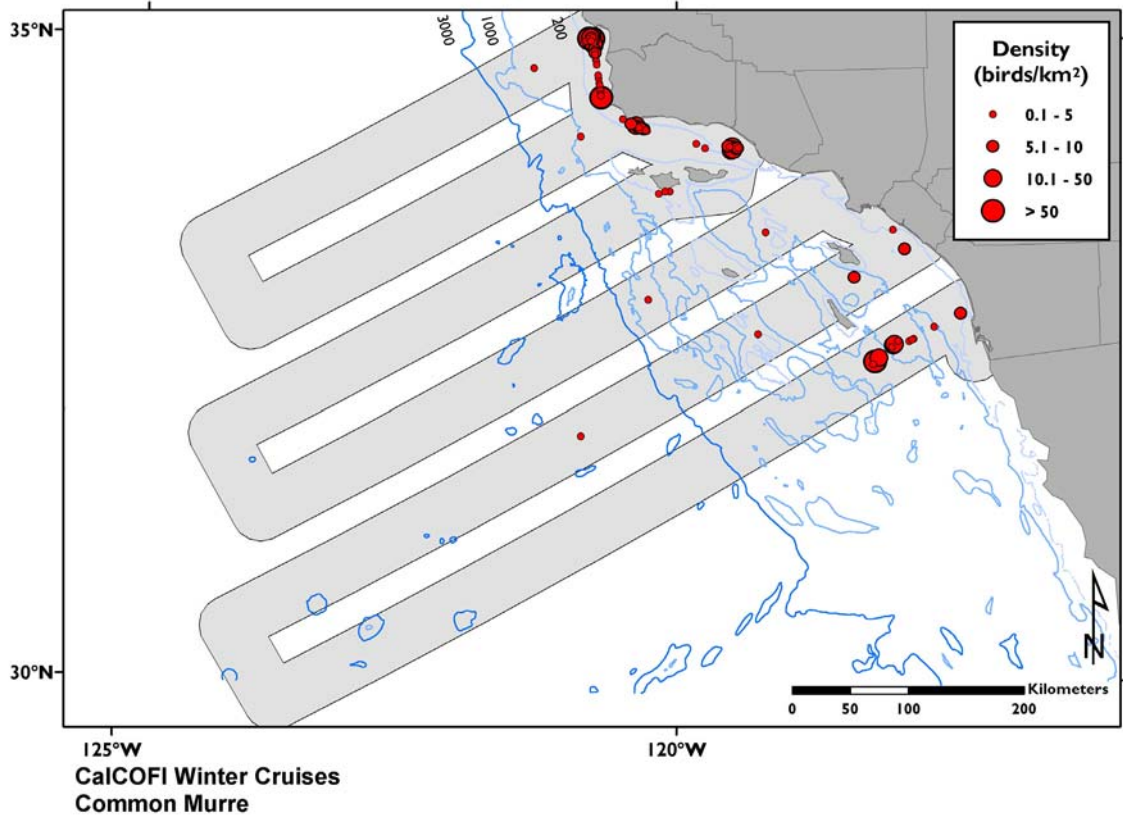 35°N
3000
1000
200
Density
(birds/km²)
0.1 - 5
5.1 - 10
10.1 - 50
> 50
30°N
N
Kilometers
0 50 100 200
125°W 120°W
CalCOFI Winter Cruises
Common Murre